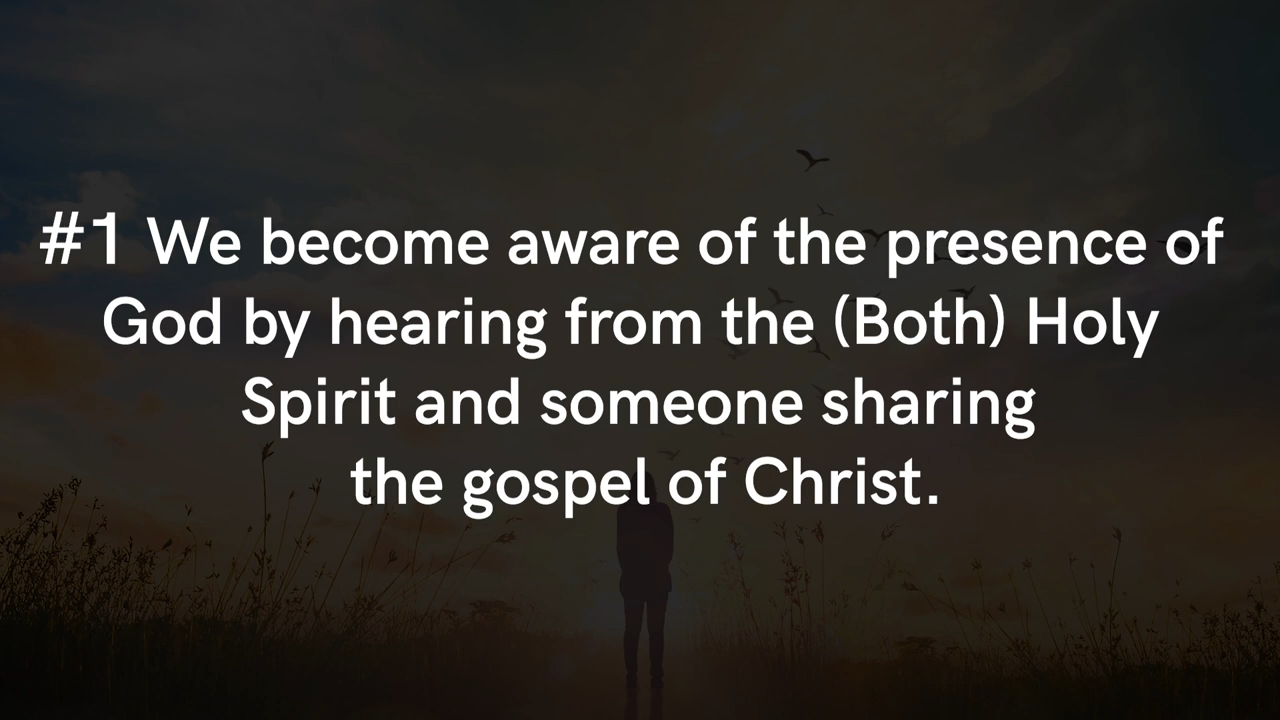 #1 We become aware of the presence of
God by hearing from the (Both) Holy
Spirit and someone sharing
the gospel of Christ.